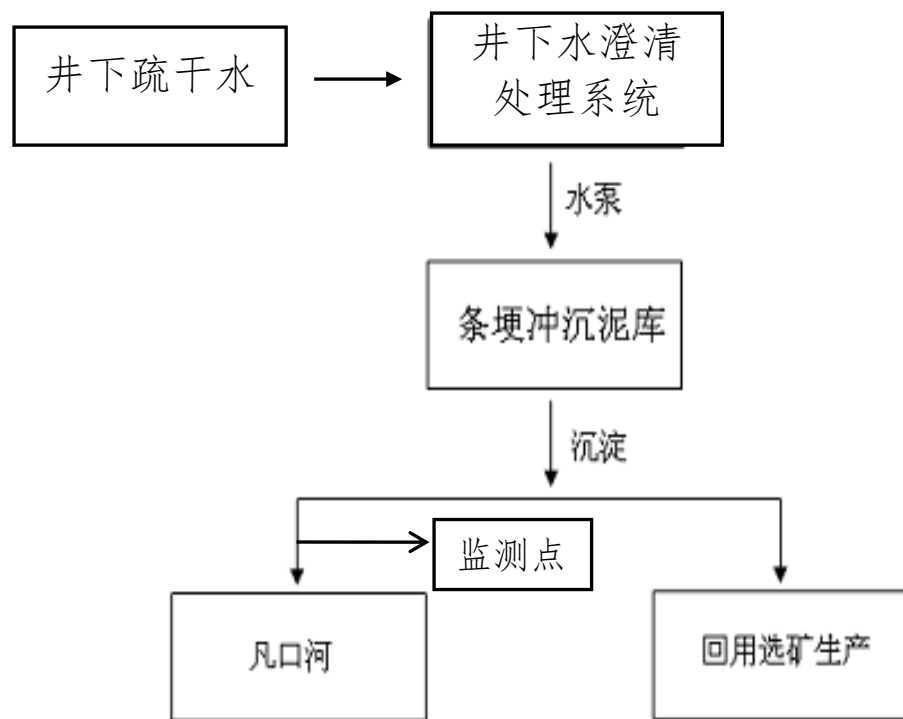 井下疏干水
井下水澄清
处理系统
水泵
条埂冲沉泥库
沉淀
监测点
凡口河
回用选矿生产